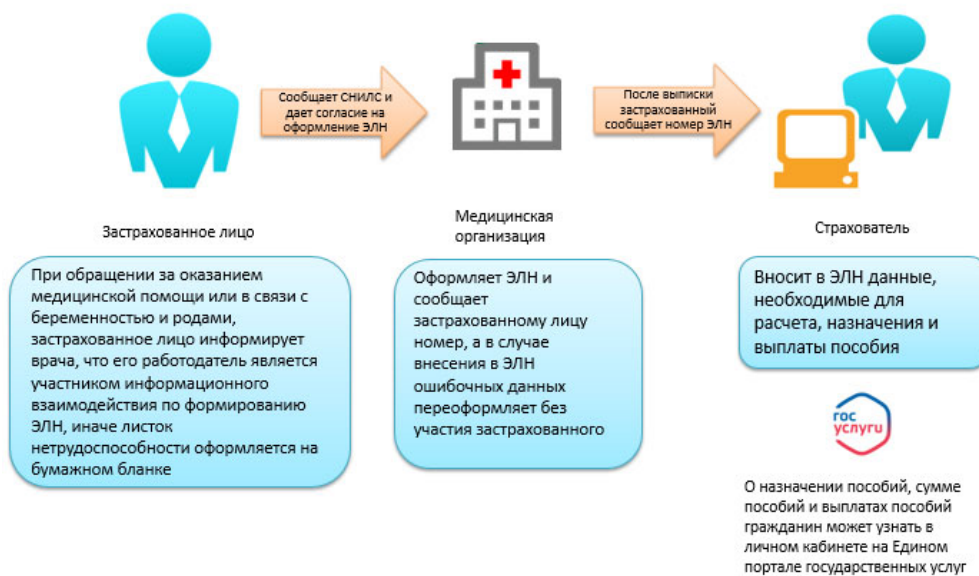 Сообщает СНИЛС и
дает согласие на
оформление ЭЛН
После выписки
застрахованный
сообщает номер ЭЛН
Застрахованное лицо
Медицинская
организация
Страхователь
При обращении за оказанием
медицинской помощи или в связи с
беременностью и родами,
застрахованное лицо информирует
врача, что его работодатель является
участником информационного
взаимодействия по формированию
ЭЛН, иначе листок
нетрудоспособности оформляется на
бумажном бланке
Оформляет ЭЛН и
сообщает
застрахованному лицу
номер, а в случае
внесения в ЭЛН
ошибочных данных
переоформляет без
участия застрахованного
Вносит в ЭЛН данные,
необходимые для
расчета, назначения и
выплаты пособия
гос
услуги
О назначении пособий, сумме
пособий и выплатах пособий
гражданин может узнать в
личном кабинете на Едином
портале государственных услуг